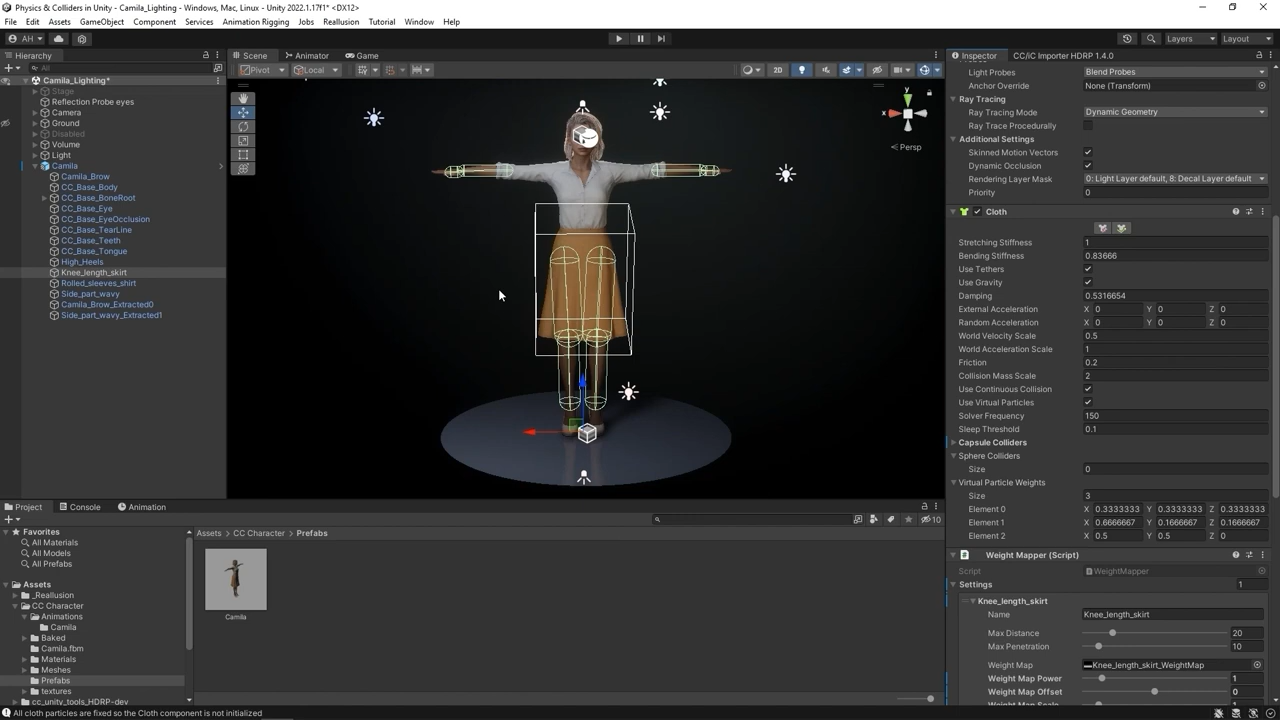 Physics & Colliders in Unity - Camila_Lighting - Windows, Mac, Linux - Unity 2022.1.17f1* <DX12>
File Edit Assets GameObject Component Services Animation Rigging Jobs Reallusion Tutorial Window Help
AH Layers Layout
Hierarchy
All
Camila_Lighting*
Stage
Reflection Probe eyes
Camera
Ground
Disabled
Volume
Light
Camila
Camila_Brow
CC_Base_Body
CC_Base_BoneRoot
CC_Base_Eye
CC_Base_EyeOcclusion
CC_Base_TearLine
CC_Base_Teeth
CC_Base_Tongue
High_Heels
Knee_length_skirt
Rolled_sleeves_shirt
Side_part_wavy
Camila_Brow_Extracted0
Side_part_wavy_Extracted1
Scene Animator Game
Pivot Local 2D
y
x
Persp
Inspector CC/iC Importer HDRP 1.4.0
Light Probes Blend Probes
Anchor Override None (Transform)
Ray Tracing
Ray Tracing Mode Dynamic Geometry
Ray Trace Procedurally
Additional Settings
Skinned Motion Vectors
Dynamic Occlusion
Rendering Layer Mask 0: Light Layer default, 8: Decal Layer default
Priority 0
Cloth
Stretching Stiffness 1
Bending Stiffness 0.83666
Use Tethers
Use Gravity
Damping 0.5316654
External Acceleration X 0 Y 0 Z 0
Random Acceleration X 0 Y 0 Z 0
World Velocity Scale 0.5
World Acceleration Scale 1
Friction 0.2
Collision Mass Scale 2
Use Continuous Collision
Use Virtual Particles
Solver Frequency 150
Sleep Threshold 0.1
Capsule Colliders
Sphere Colliders
Size 0
Virtual Particle Weights
Size 3
Element 0 X 0.3333333 Y 0.3333333 Z 0.3333333
Element 1 X 0.6666667 Y 0.1666667 Z 0.1666667
Element 2 X 0.5 Y 0.5 Z 0
Weight Mapper (Script)
Script WeightMapper
Settings 1
Knee_length_skirt
Name Knee_length_skirt
Max Distance 20
Max Penetration 10
Weight Map Knee_length_skirt_WeightMap
Weight Map Power 1
Weight Map Offset 0
Project Console Animation
10
Favorites
All Materials
All Models
All Prefabs
Assets
_Reallusion
CC Character
Animations
Camila
Baked
Camila.fbm
Materials
Meshes
Prefabs
textures
cc_unity_tools_HDRP-dev
Assets > CC Character > Prefabs
Camila
All cloth particles are fixed so the Cloth component is not initialized